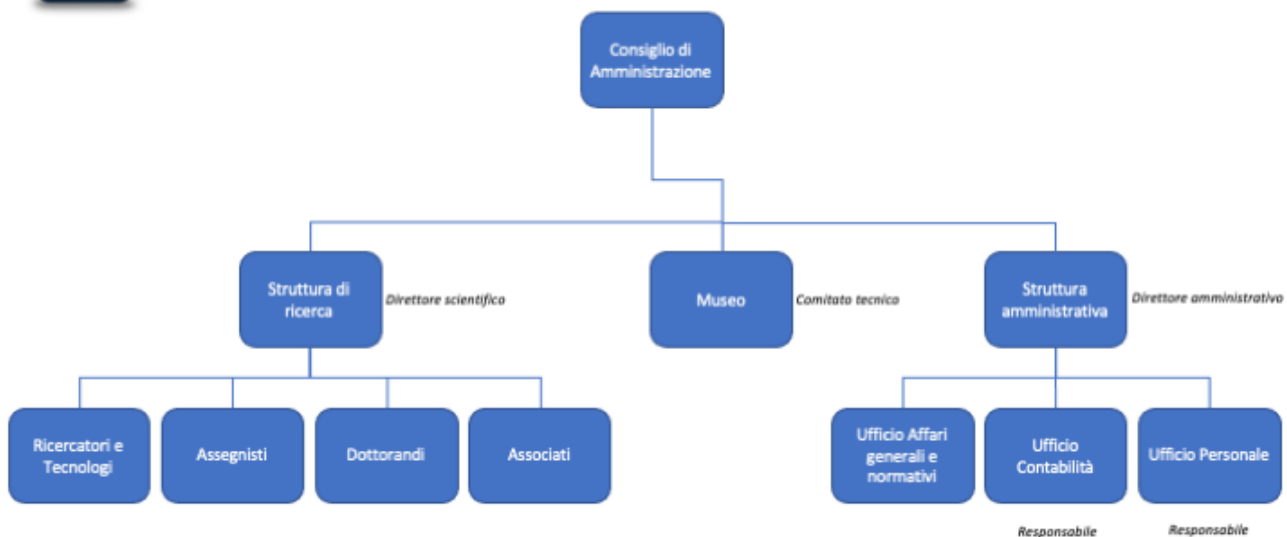 Consiglio di
Amministrazione
Struttura di
ricerca
Direttore scientifico
Museo
Comitato tecnico
Struttura
amministrativa
Direttore amministrativo
Ricercatori e
Tecnologi
Assegnisti
Dottorandi
Associati
Ufficio Affari
generali e
normativi
Ufficio
Contabilità
Ufficio Personale
Responsabile
Responsabile